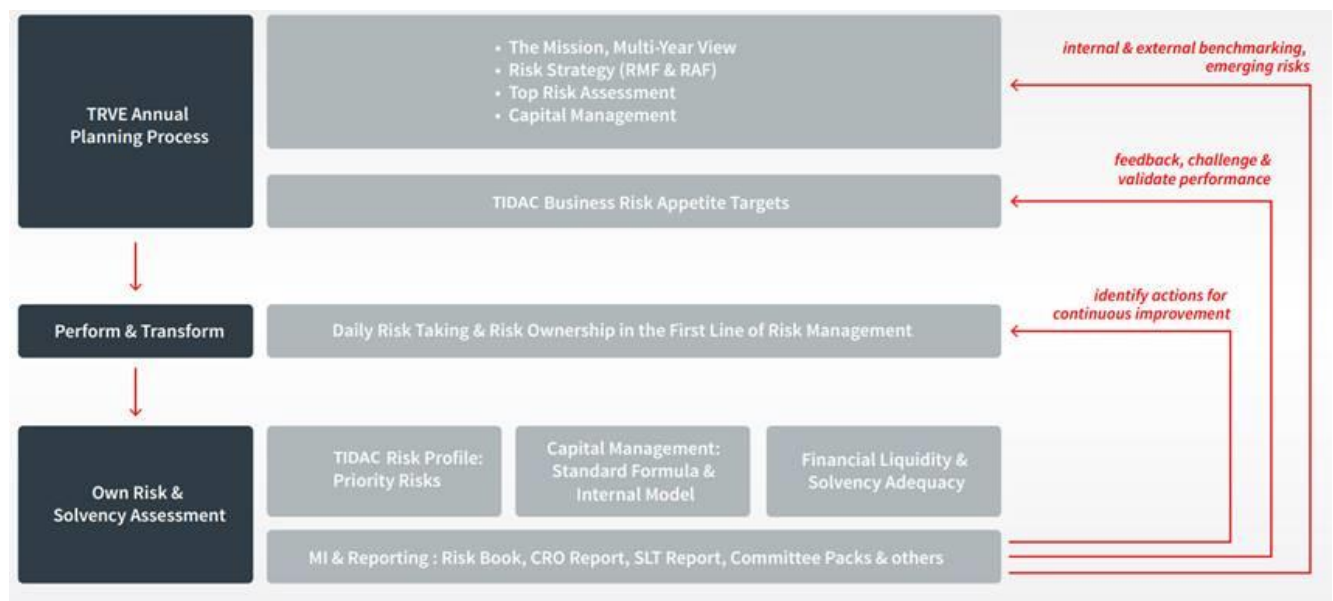 TRVE Annual
Planning Process
• The Mission, Multi-Year View
• Risk Strategy (RMF & RAF)
• Top Risk Assessment
• Capital Management
internal & external benchmarking,
emerging risks
TIDAC Business Risk Appetite Targets
feedback, challenge &
validate performance
Perform & Transform
Daily Risk Taking & Risk Ownership in the First Line of Risk Management
identify actions for
continuous improvement
Own Risk &
Solvency Assessment
TIDAC Risk Profile:
Priority Risks
Capital Management:
Standard Formula &
Internal Model
Financial Liquidity &
Solvency Adequacy
MI & Reporting : Risk Book, CRO Report, SLT Report, Committee Packs & others